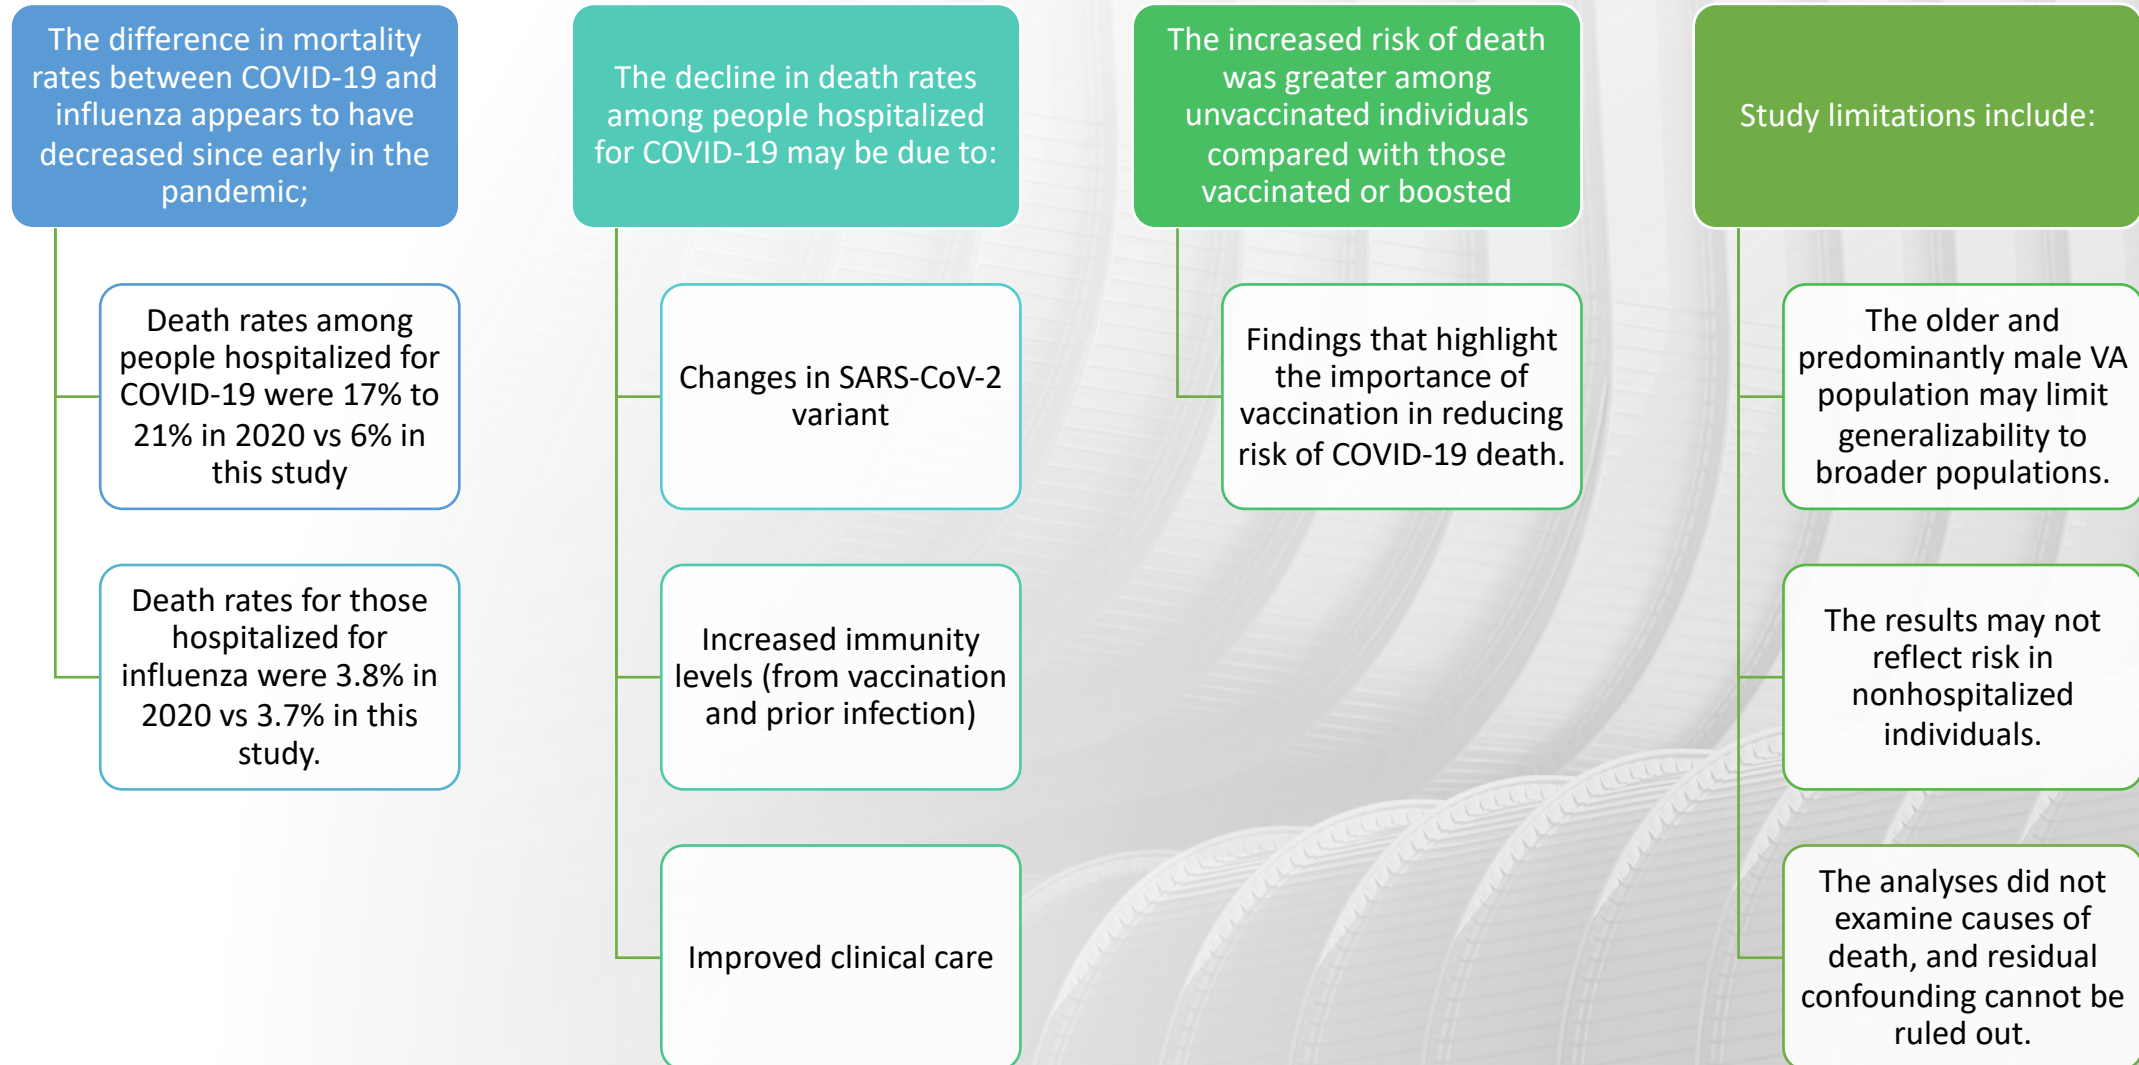 The difference in mortality
rates between COVID-19 and
influenza appears to have
decreased since early in the
pandemic;
Death rates among
people hospitalized for
COVID-19 were 17% to
21% in 2020 vs 6% in
this study
Death rates for those
hospitalized for
influenza were 3.8% in
2020 vs 3.7% in this
study.
The decline in death rates
among people hospitalized
for COVID-19 may be due to:
Changes in SARS-CoV-2
variant
Increased immunity
levels (from vaccination
and prior infection)
Improved clinical care
The increased risk of death
was greater among
unvaccinated individuals
compared with those
vaccinated or boosted
Findings that highlight
the importance of
vaccination in reducing
risk of COVID-19 death.
Study limitations include:
The older and
predominantly male VA
population may limit
generalizability to
broader populations.
The results may not
reflect risk in
nonhospitalized
individuals.
The analyses did not
examine causes of
death, and residual
confounding cannot be
ruled out.